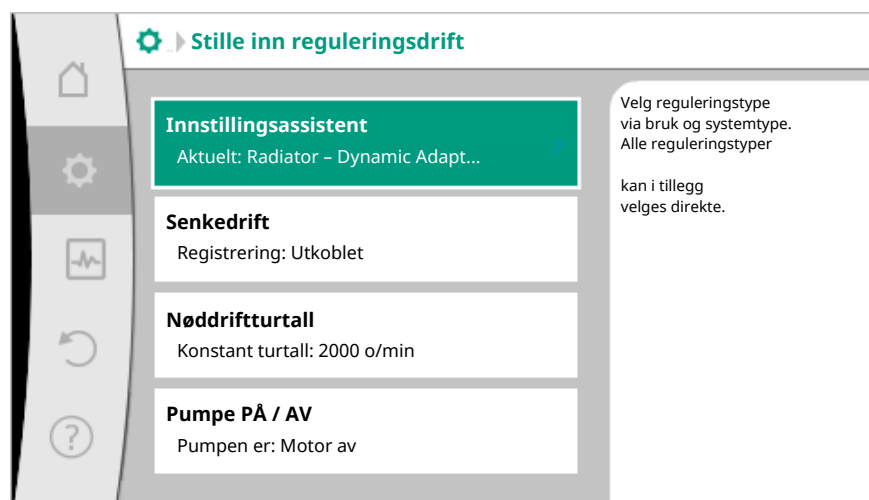 Stille inn reguleringsdrift
Innstillingsassistent
Aktuelt: Radiator – Dynamic Adapt...
Senkedrift
Registrering: Utkoblet
Nøddriftturtall
Konstant turtall: 2000 o/min
Pumpe PÅ / AV
Pumpen er: Motor av
Velg reguleringstype
via bruk og systemtype.
Alle reguleringstyper
kan i tillegg
velges direkte.